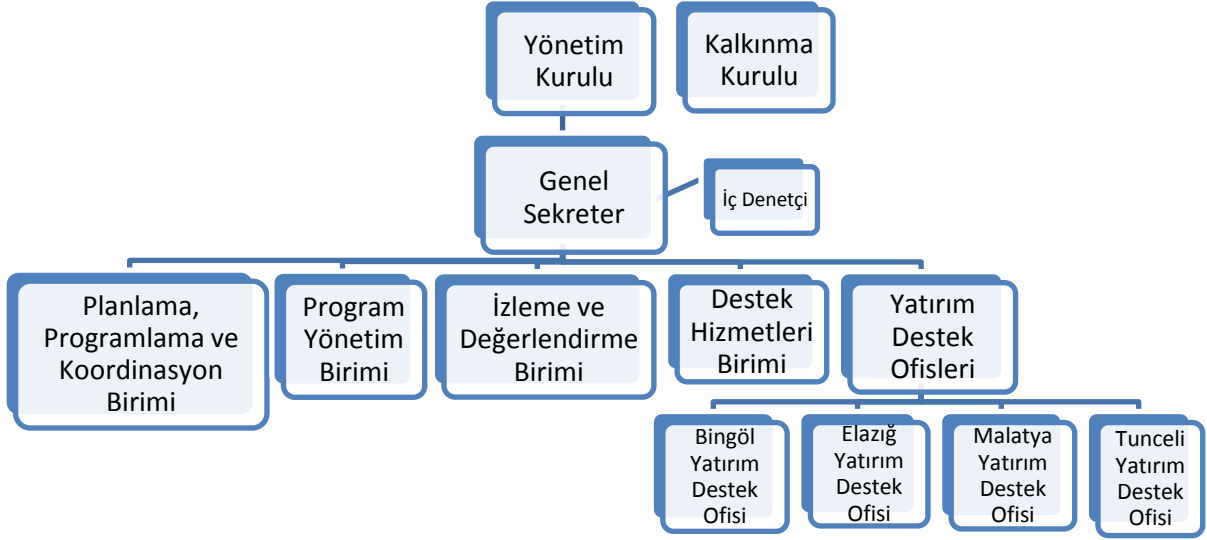 Yönetim
Kurulu
Kalkınma
Kurulu
Genel
Sekreter
İç Denetçi
Planlama,
Programlama ve
Koordinasyon
Birimi
Program
Yönetim
Birimi
İzleme ve
Değerlendirme
Birimi
Destek
Hizmetleri
Birimi
Yatırım
Destek
Ofisleri
Bingöl
Yatırım
Destek
Ofisi
Elazığ
Yatırım
Destek
Ofisi
Malatya
Yatırım
Destek
Ofisi
Tunceli
Yatırım
Destek
Ofisi